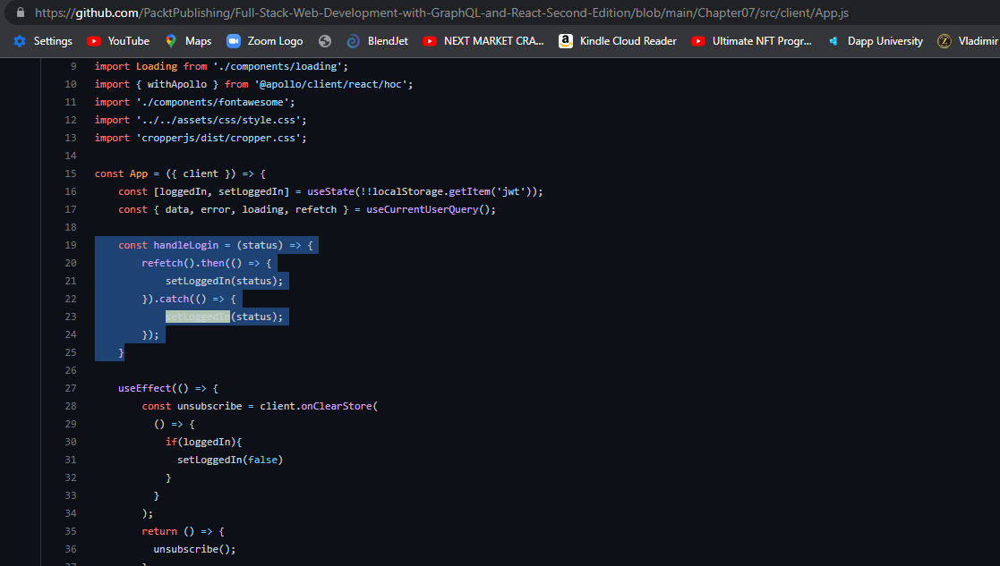 https://github.com/PacktPublishing/Full-Stack-Web-Development-with-GraphQL-and-React-Second-Edition/blob/main/Chapter07/src/client/App.js
Settings YouTube Maps Zoom Logo BlendJet NEXT MARKET CRA... Kindle Cloud Reader Ultimate NFT Progr... Dapp University Vladimir
9 import Loading from './components/loading';
10 import { withApollo } from '@apollo/client/react/hoc';
11 import './components/fontawesome';
12 import '../../assets/css/style.css';
13 import 'cropperjs/dist/cropper.css';
14
15 const App = ({ client }) => {
16 const [loggedIn, setLoggedIn] = useState(!!localStorage.getItem('jwt'));
17 const { data, error, loading, refetch } = useCurrentUserQuery();
18
19 const handleLogin = (status) => {
20 refetch().then(() => {
21 setLoggedIn(status);
22 }).catch(() => {
23 setLoggedIn(status);
24 });
25 }
26
27 useEffect(() => {
28 const unsubscribe = client.onClearStore(
29 () => {
30 if(loggedIn){
31 setLoggedIn(false)
32 }
33 }
34 );
35 return () => {
36 unsubscribe();
37 }